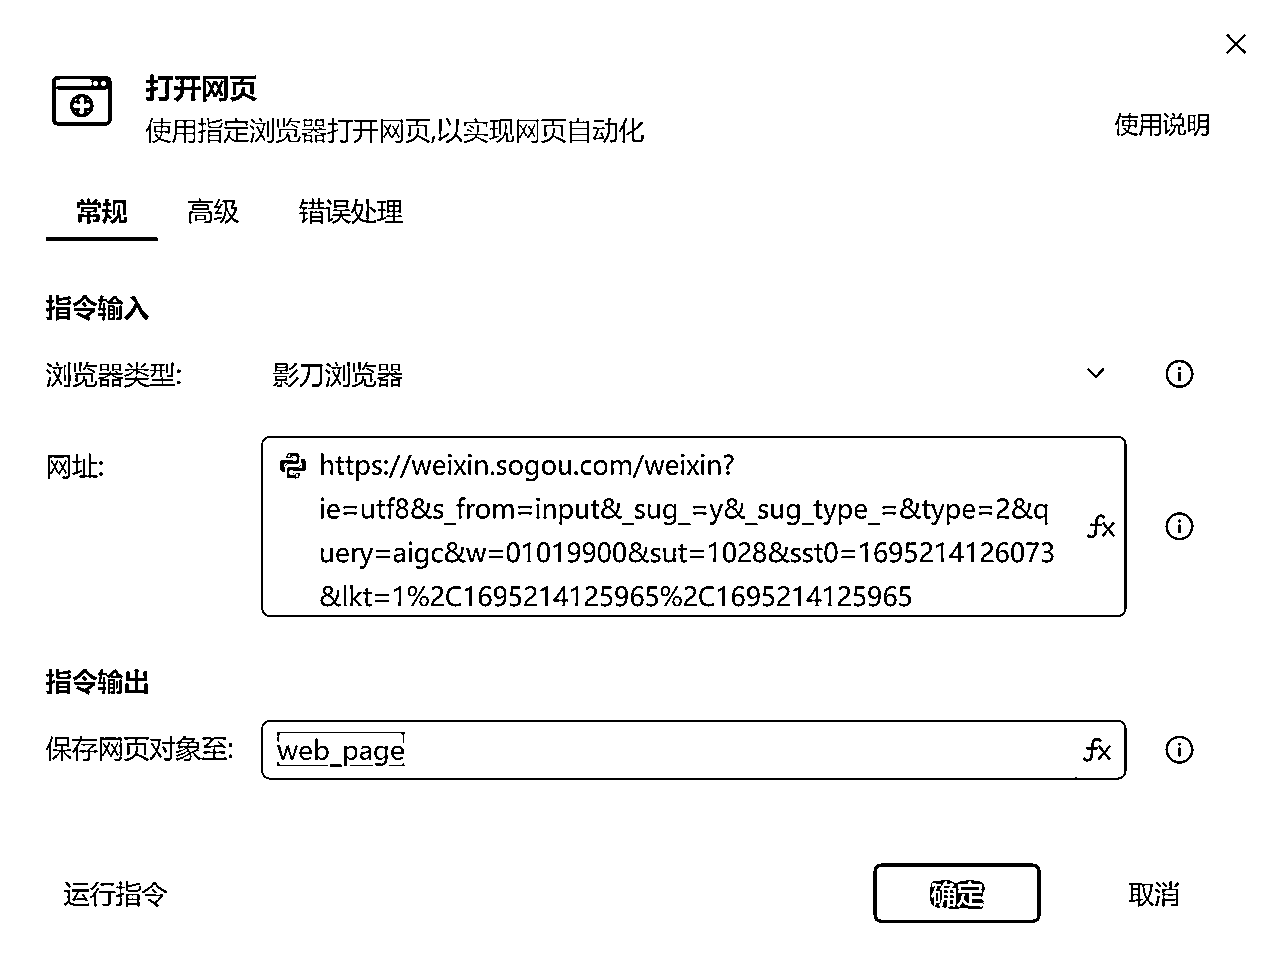 打开网页
使用指定浏览器打开网页,以实现网页自动化
使用说明
常规 高级 错误处理
指令输入
浏览器类型: 影刀浏览器
网址: https://weixin.sogou.com/weixin?
ie=utf8&s_from=input&_sug_=y&_sug_type_=&type=2&q
uery=aigc&w=01019900&sut=1028&sst0=1695214126073
&lkt=1%2C1695214125965%2C1695214125965
fx
指令输出
保存网页对象至: web_page fx
运行指令 确定 取消